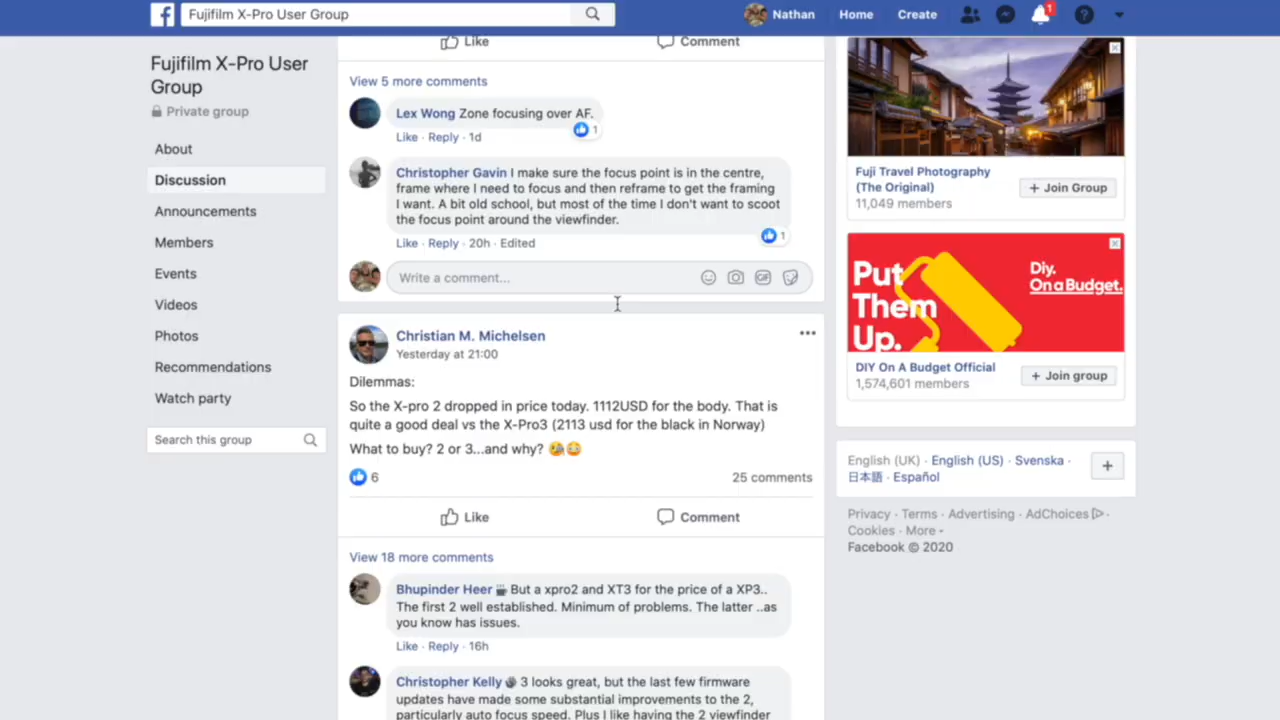 Fujifilm X-Pro User Group
Nathan
Home
Create
1
Fujifilm X-Pro User
Group
Private group
About
Discussion
Announcements
Members
Events
Videos
Photos
Recommendations
Watch party
Search this group
Like
Comment
View 5 more comments
Lex Wong Zone focusing over AF.
1
Like · Reply · 1d
Christopher Gavin I make sure the focus point is in the centre,
frame where I need to focus and then reframe to get the framing
I want. A bit old school, but most of the time I don't want to scoot
the focus point around the viewfinder.
1
Like · Reply · 20h · Edited
Write a comment...
GIF
Christian M. Michelsen
Yesterday at 21:00
Dilemmas:
So the X-pro 2 dropped in price today. 1112USD for the body. That is
quite a good deal vs the X-Pro3 (2113 usd for the black in Norway)
What to buy? 2 or 3...and why? 🧐😳
6
25 comments
Like
Comment
View 18 more comments
Bhupinder Heer But a xpro2 and XT3 for the price of a XP3..
The first 2 well established. Minimum of problems. The latter ..as
you know has issues.
Like · Reply · 16h
Christopher Kelly 3 looks great, but the last few firmware
updates have made some substantial improvements to the 2,
particularly auto focus speed. Plus I like having the 2 viewfinder
Fuji Travel Photography
(The Original)
11,049 members
+ Join Group
Put
Them
Up.
Diy.
On a Budget.
DIY On A Budget Official
1,574,601 members
+ Join group
English (UK) · English (US) · Svenska ·
日本語 · Español
+
Privacy · Terms · Advertising · AdChoices ·
Cookies · More
Facebook © 2020